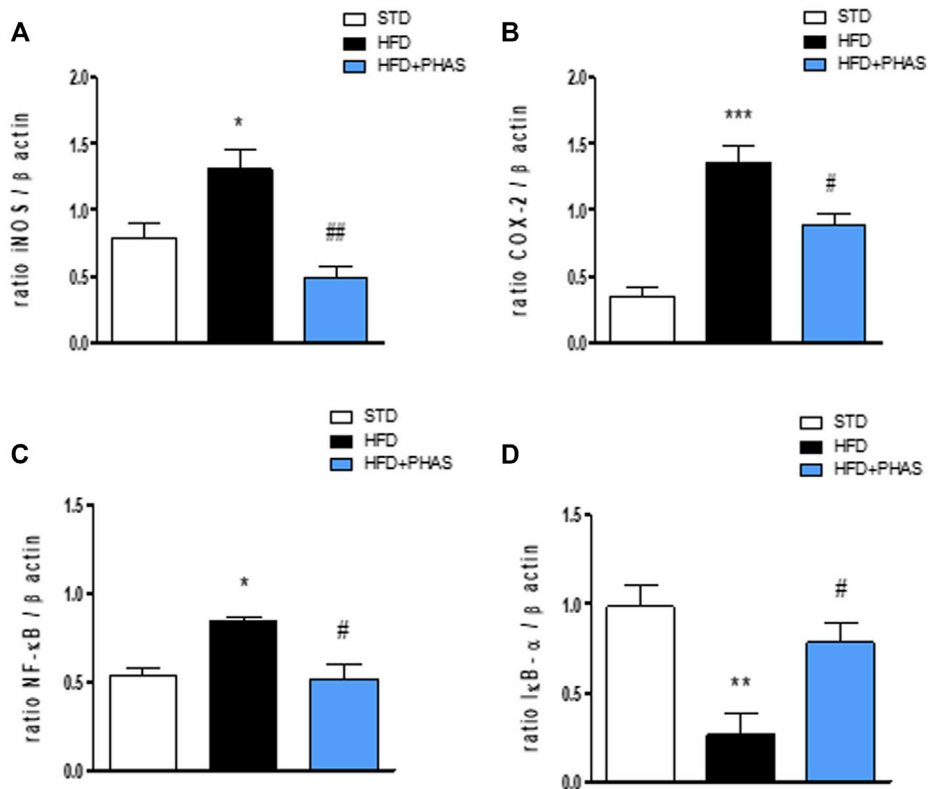 A
STD
HFD
HFD+PHAS
ratio iNOS / β actin
2.0
1.5
1.0
0.5
0.0
*
##
B
STD
HFD
HFD+PHAS
ratio COX-2 / β actin
2.0
1.5
1.0
0.5
0.0
***
#
C
STD
HFD
HFD+PHAS
ratio NF-κB / β actin
1.5
1.0
0.5
0.0
*
#
D
STD
HFD
HFD+PHAS
ratio IκB-α / β actin
1.5
1.0
0.5
0.0
**
#